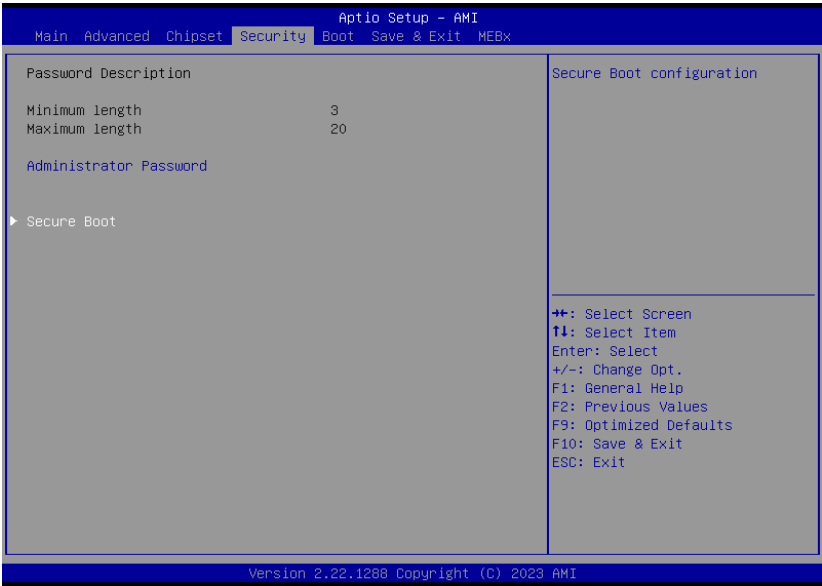 Aptio Setup – AMI
Main Advanced Chipset Security Boot Save & Exit MEBx
Password Description
Minimum length 3
Maximum length 20
Administrator Password
Secure Boot
Secure Boot configuration
→←: Select Screen
↑↓: Select Item
Enter: Select
+/-: Change Opt.
F1: General Help
F2: Previous Values
F9: Optimized Defaults
F10: Save & Exit
ESC: Exit
Version 2.22.1288 Copyright (C) 2023 AMI